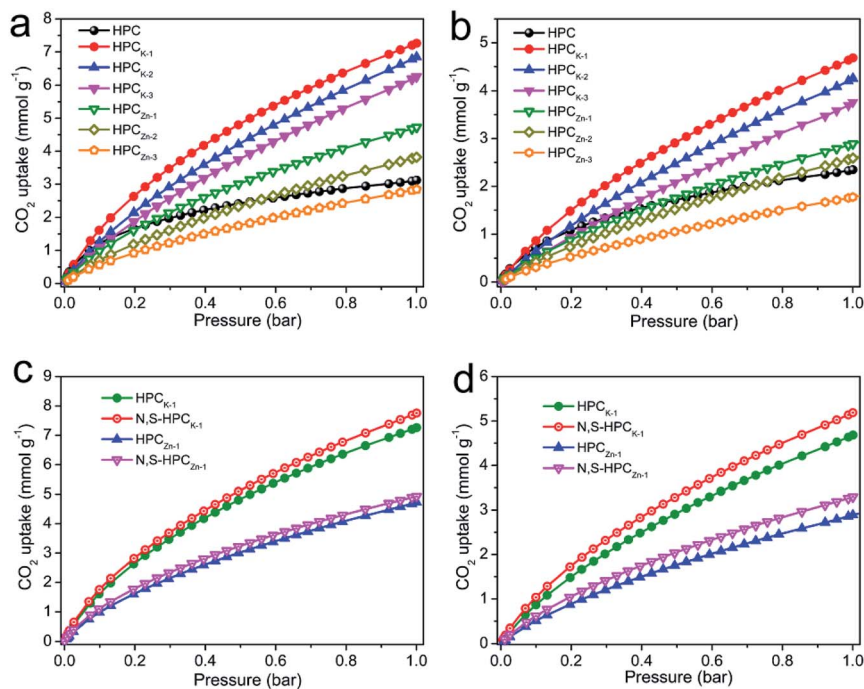 a
CO2 uptake (mmol g-1)
8
7
6
5
4
3
2
1
0
HPC
HPCK-1
HPCK-2
HPCK-3
HPCZn-1
HPCZn-2
HPCZn-3
0.0 0.2 0.4 0.6 0.8 1.0
Pressure (bar)
b
CO2 uptake (mmol g-1)
5
4
3
2
1
0
HPC
HPCK-1
HPCK-2
HPCK-3
HPCZn-1
HPCZn-2
HPCZn-3
0.0 0.2 0.4 0.6 0.8 1.0
Pressure (bar)
c
CO2 uptake (mmol g-1)
9
8
7
6
5
4
3
2
1
0
HPCK-1
N,S-HPCK-1
HPCZn-1
N,S-HPCZn-1
0.0 0.2 0.4 0.6 0.8 1.0
Pressure (bar)
d
CO2 uptake (mmol g-1)
6
5
4
3
2
1
0
HPCK-1
N,S-HPCK-1
HPCZn-1
N,S-HPCZn-1
0.0 0.2 0.4 0.6 0.8 1.0
Pressure (bar)